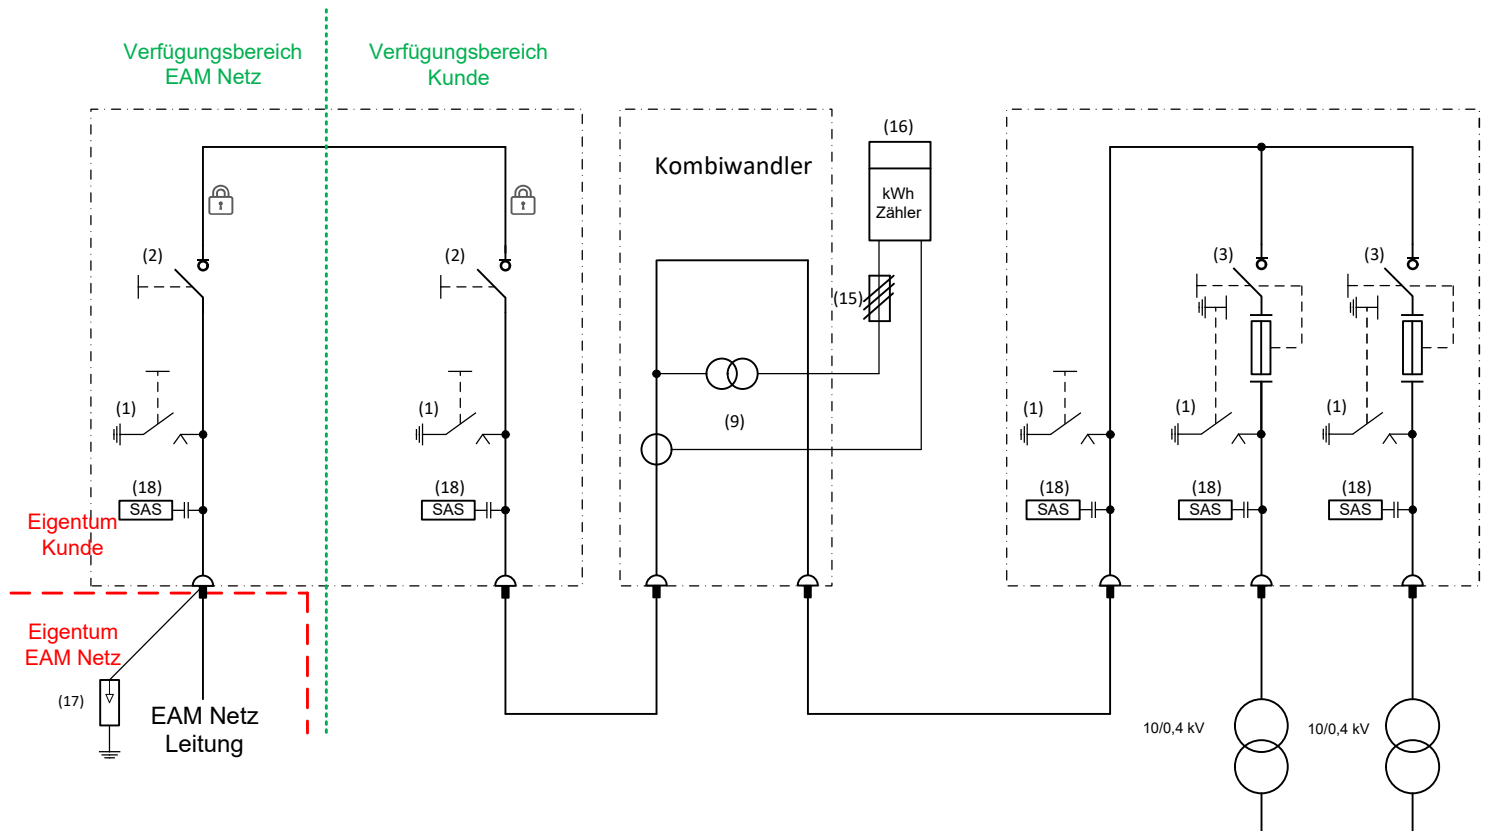 Verfügungsbereich
EAM Netz
Verfügungsbereich
Kunde
(16)
Kombiwandler
kWh
Zähler
(2)
(2)
(3)
(3)
(15)
(1)
(1)
(9)
(1)
(1)
(1)
(18)
SAS
(18)
SAS
(18)
SAS
(18)
SAS
(18)
SAS
Eigentum
Kunde
Eigentum
EAM Netz
(17)
EAM Netz
Leitung
10/0,4 kV
10/0,4 kV